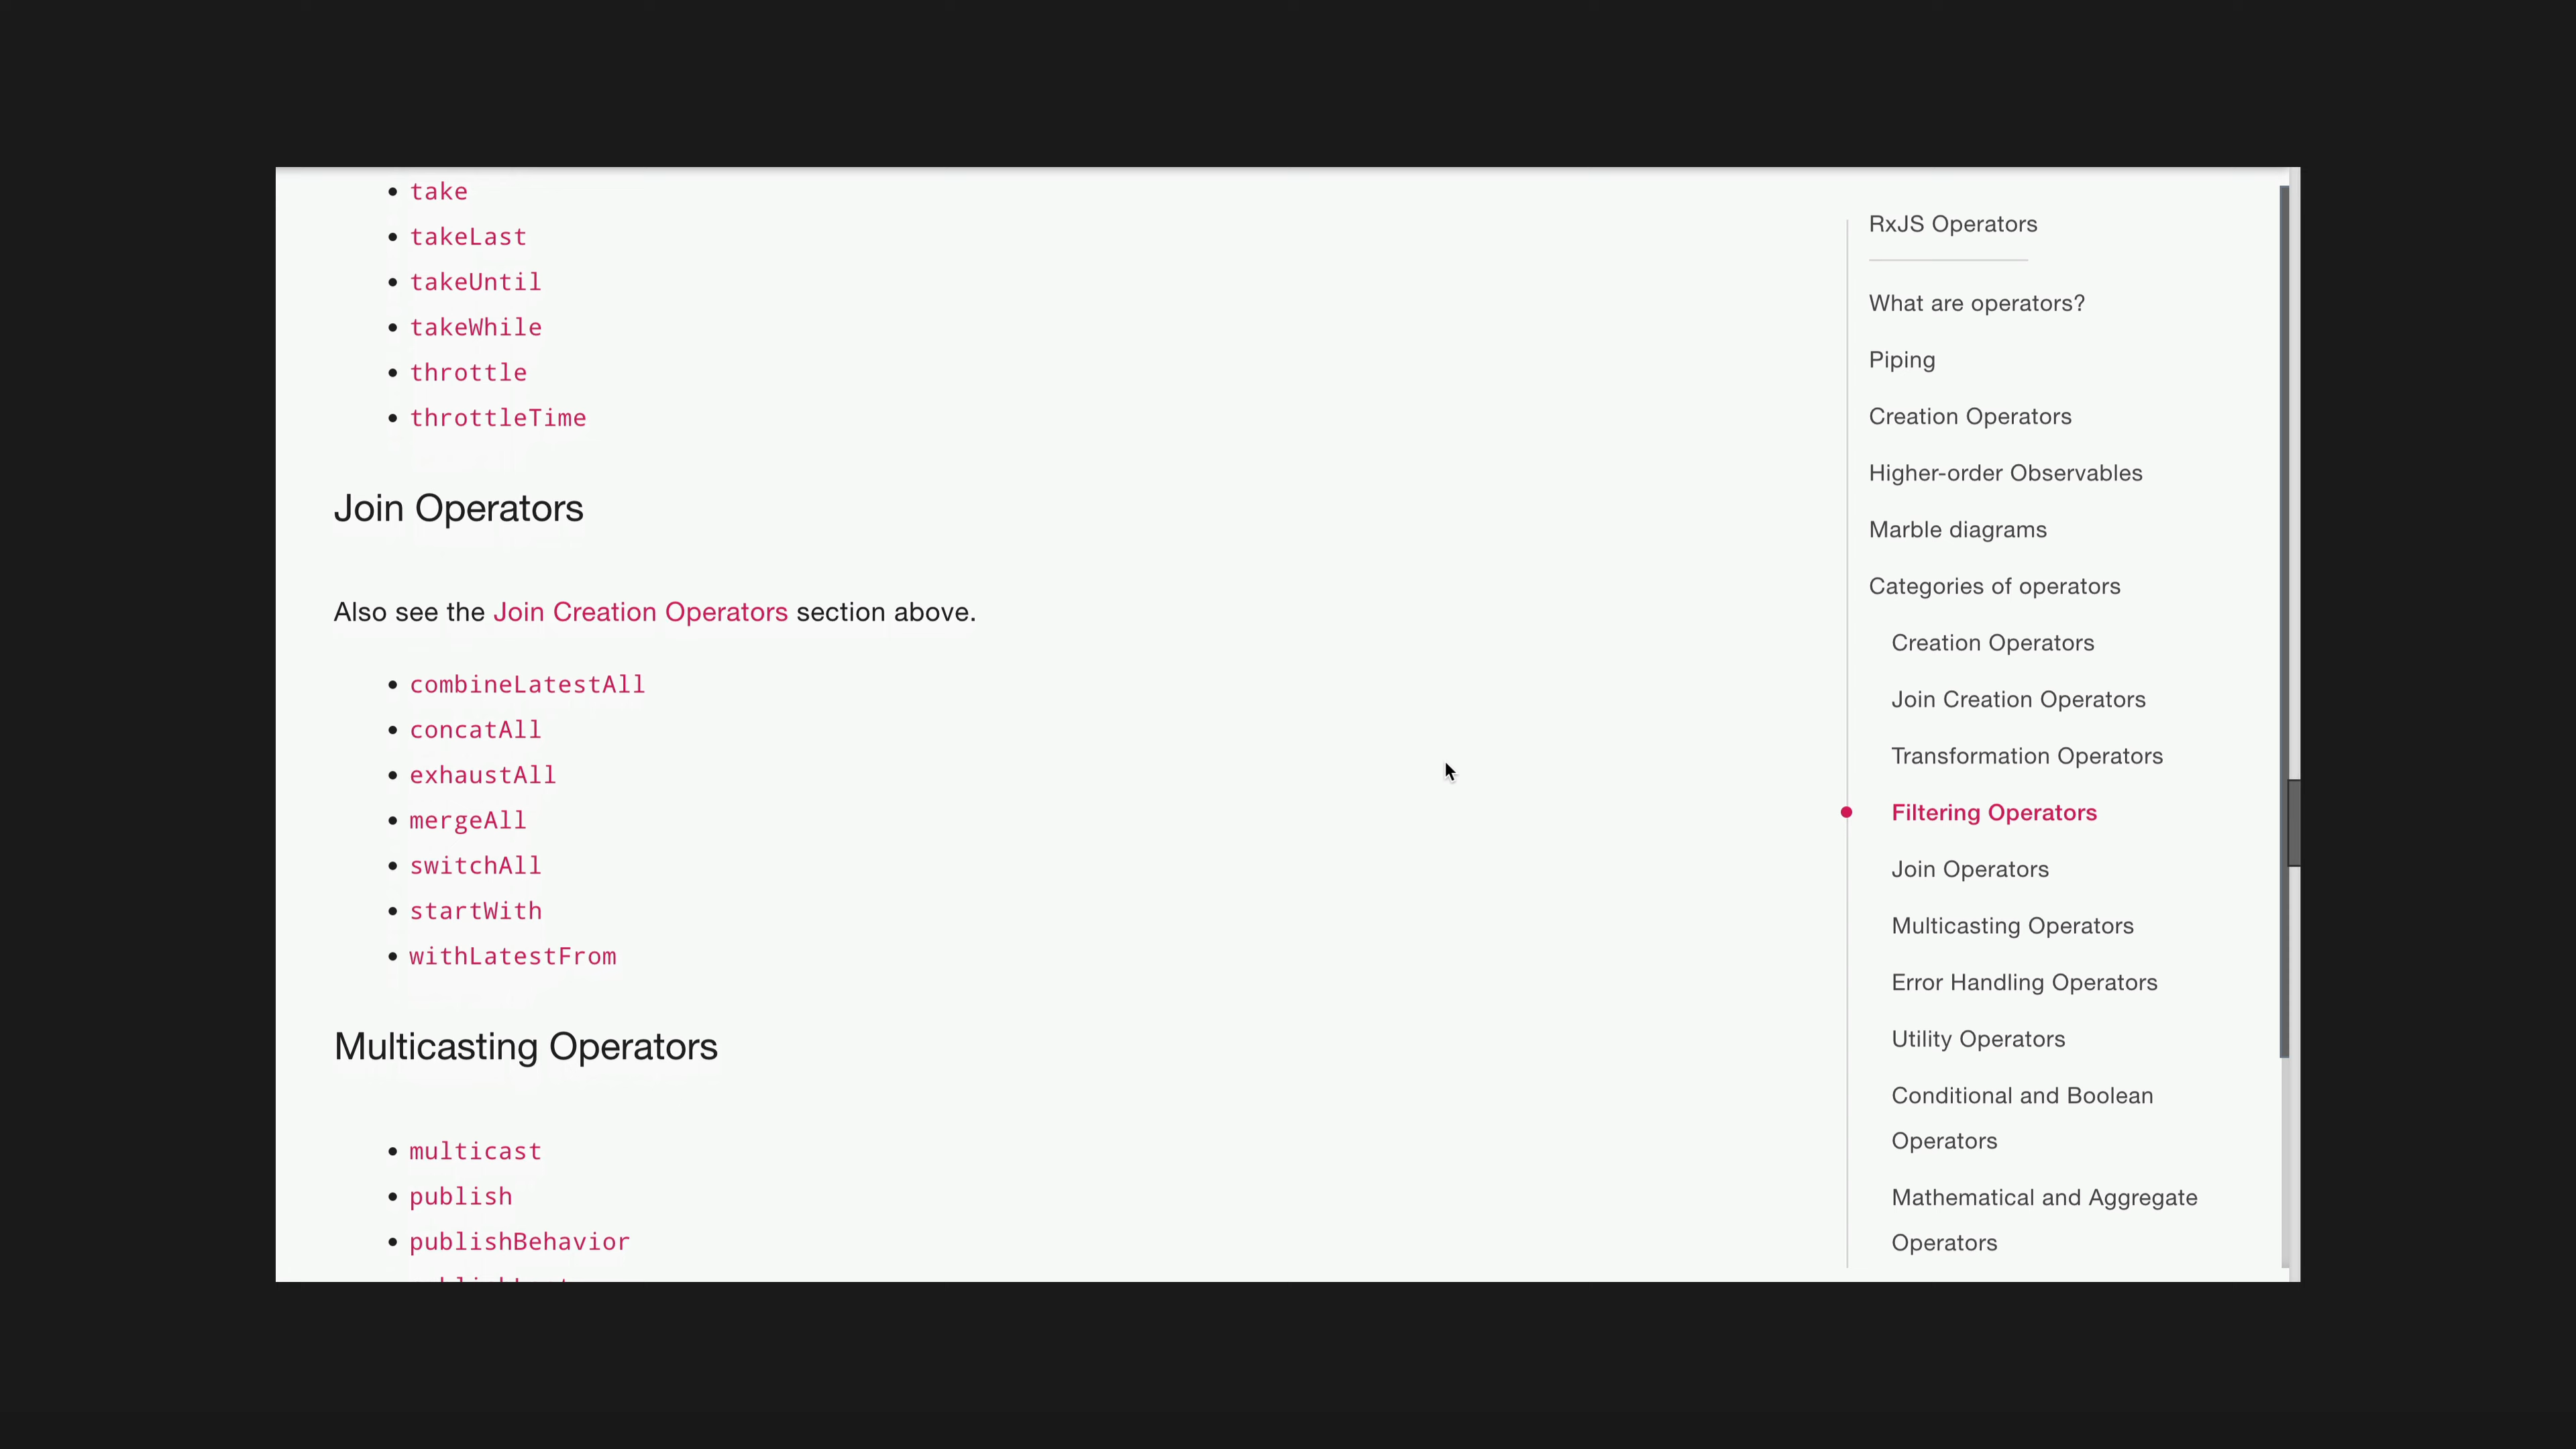 take
takeLast
takeUntil
takeWhile
throttle
throttleTime
Join Operators
Also see the Join Creation Operators section above.
combineLatestAll
concatAll
exhaustAll
mergeAll
switchAll
startWith
withLatestFrom
Multicasting Operators
multicast
publish
publishBehavior
RxJS Operators
What are operators?
Piping
Creation Operators
Higher-order Observables
Marble diagrams
Categories of operators
Creation Operators
Join Creation Operators
Transformation Operators
Filtering Operators
Join Operators
Multicasting Operators
Error Handling Operators
Utility Operators
Conditional and Boolean
Operators
Mathematical and Aggregate
Operators